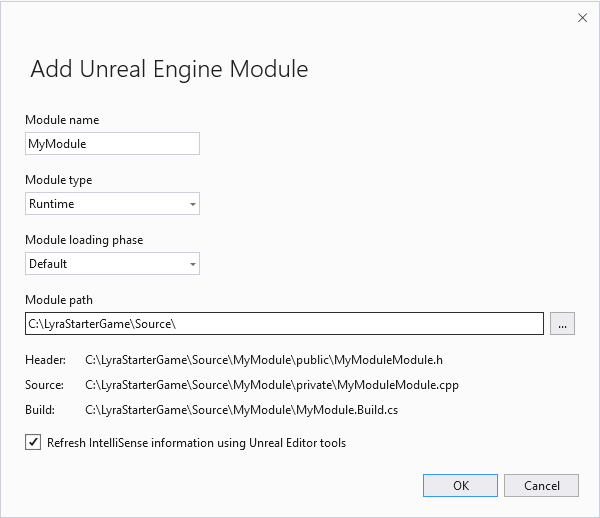 Add Unreal Engine Module
Module name
MyModule
Module type
Runtime
Module loading phase
Default
Module path
C:\LyraStarterGame\Source\
...
Header: C:\LyraStarterGame\Source\MyModule\public\MyModuleModule.h
Source: C:\LyraStarterGame\Source\MyModule\private\MyModuleModule.cpp
Build: C:\LyraStarterGame\Source\MyModule\MyModule.Build.cs
Refresh IntelliSense information using Unreal Editor tools
OK Cancel